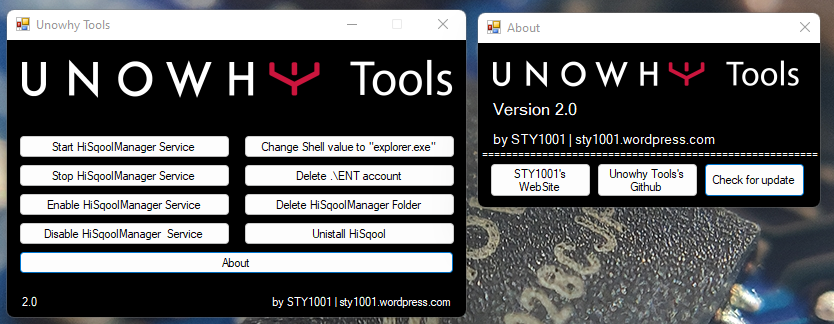 Unowhy Tools
UNOWHY Tools
Start HiSqoolManager Service
Change Shell value to "explorer.exe"
Stop HiSqoolManager Service
Delete .\ENT account
Enable HiSqoolManager Service
Delete HiSqoolManager Folder
Disable HiSqoolManager  Service
Unistall HiSqool
About
2.0
by STY1001 | sty1001.wordpress.com
About
UNOWHY Tools
Version 2.0
by STY1001 | sty1001.wordpress.com
STY1001's
WebSite
Unowhy Tools's
Github
Check for update